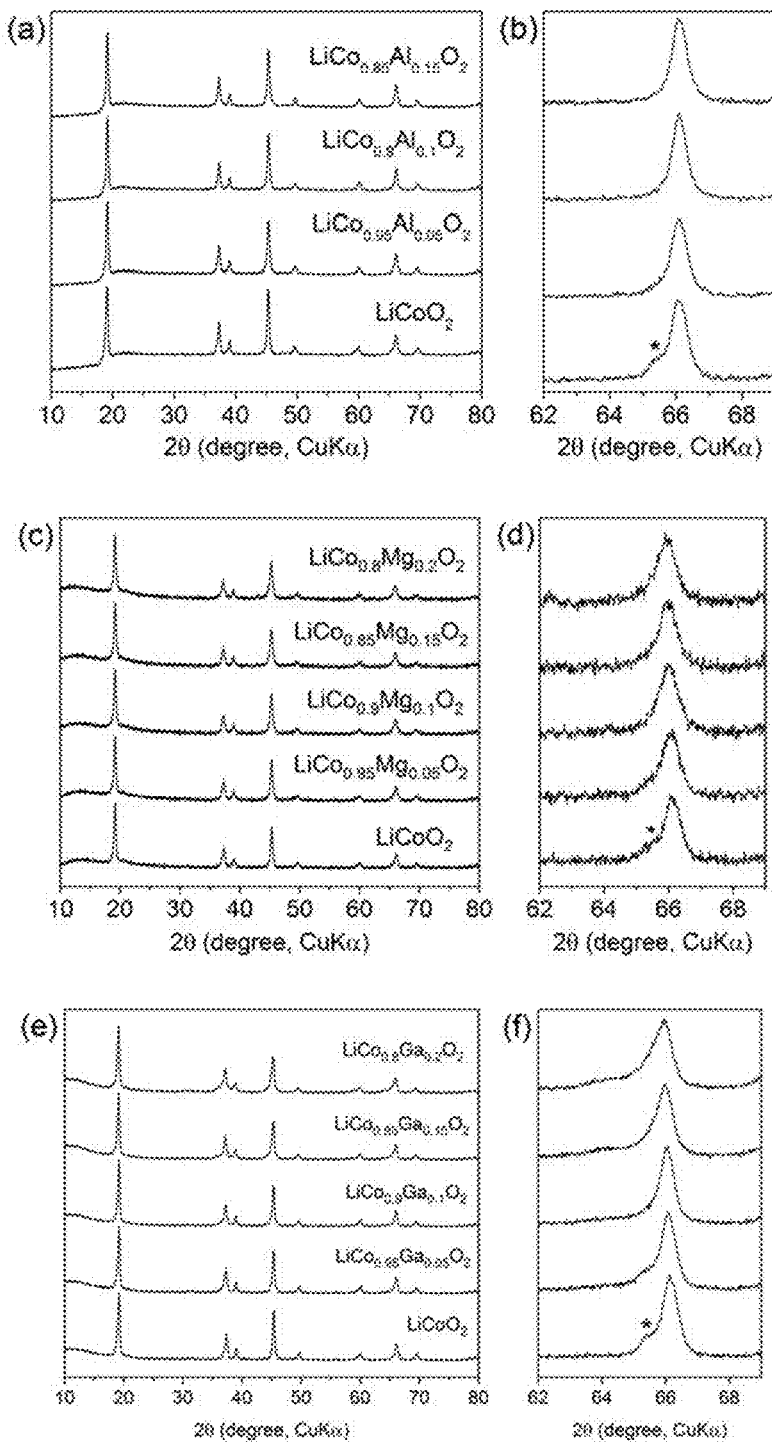 (a)
LiCo₀.₈₅Al₀.₁₅O₂
LiCo₀.₉Al₀.₁O₂
LiCo₀.₉₅Al₀.₀₅O₂
LiCoO₂
10 20 30 40 50 60 70 80
2θ (degree, CuKα)
(b)
*
62 64 66 68
2θ (degree, CuKα)
(c)
LiCo₀.₈Mg₀.₂O₂
LiCo₀.₈₅Mg₀.₁₅O₂
LiCo₀.₉Mg₀.₁O₂
LiCo₀.₉₅Mg₀.₀₅O₂
LiCoO₂
10 20 30 40 50 60 70 80
2θ (degree, CuKα)
(d)
*
62 64 66 68
2θ (degree, CuKα)
(e)
LiCo₀.₈Ga₀.₂O₂
LiCo₀.₈₅Ga₀.₁₅O₂
LiCo₀.₉Ga₀.₁O₂
LiCo₀.₉₅Ga₀.₀₅O₂
LiCoO₂
10 20 30 40 50 60 70 80
2θ (degree, CuKα)
(f)
*
62 64 66 68
2θ (degree, CuKα)